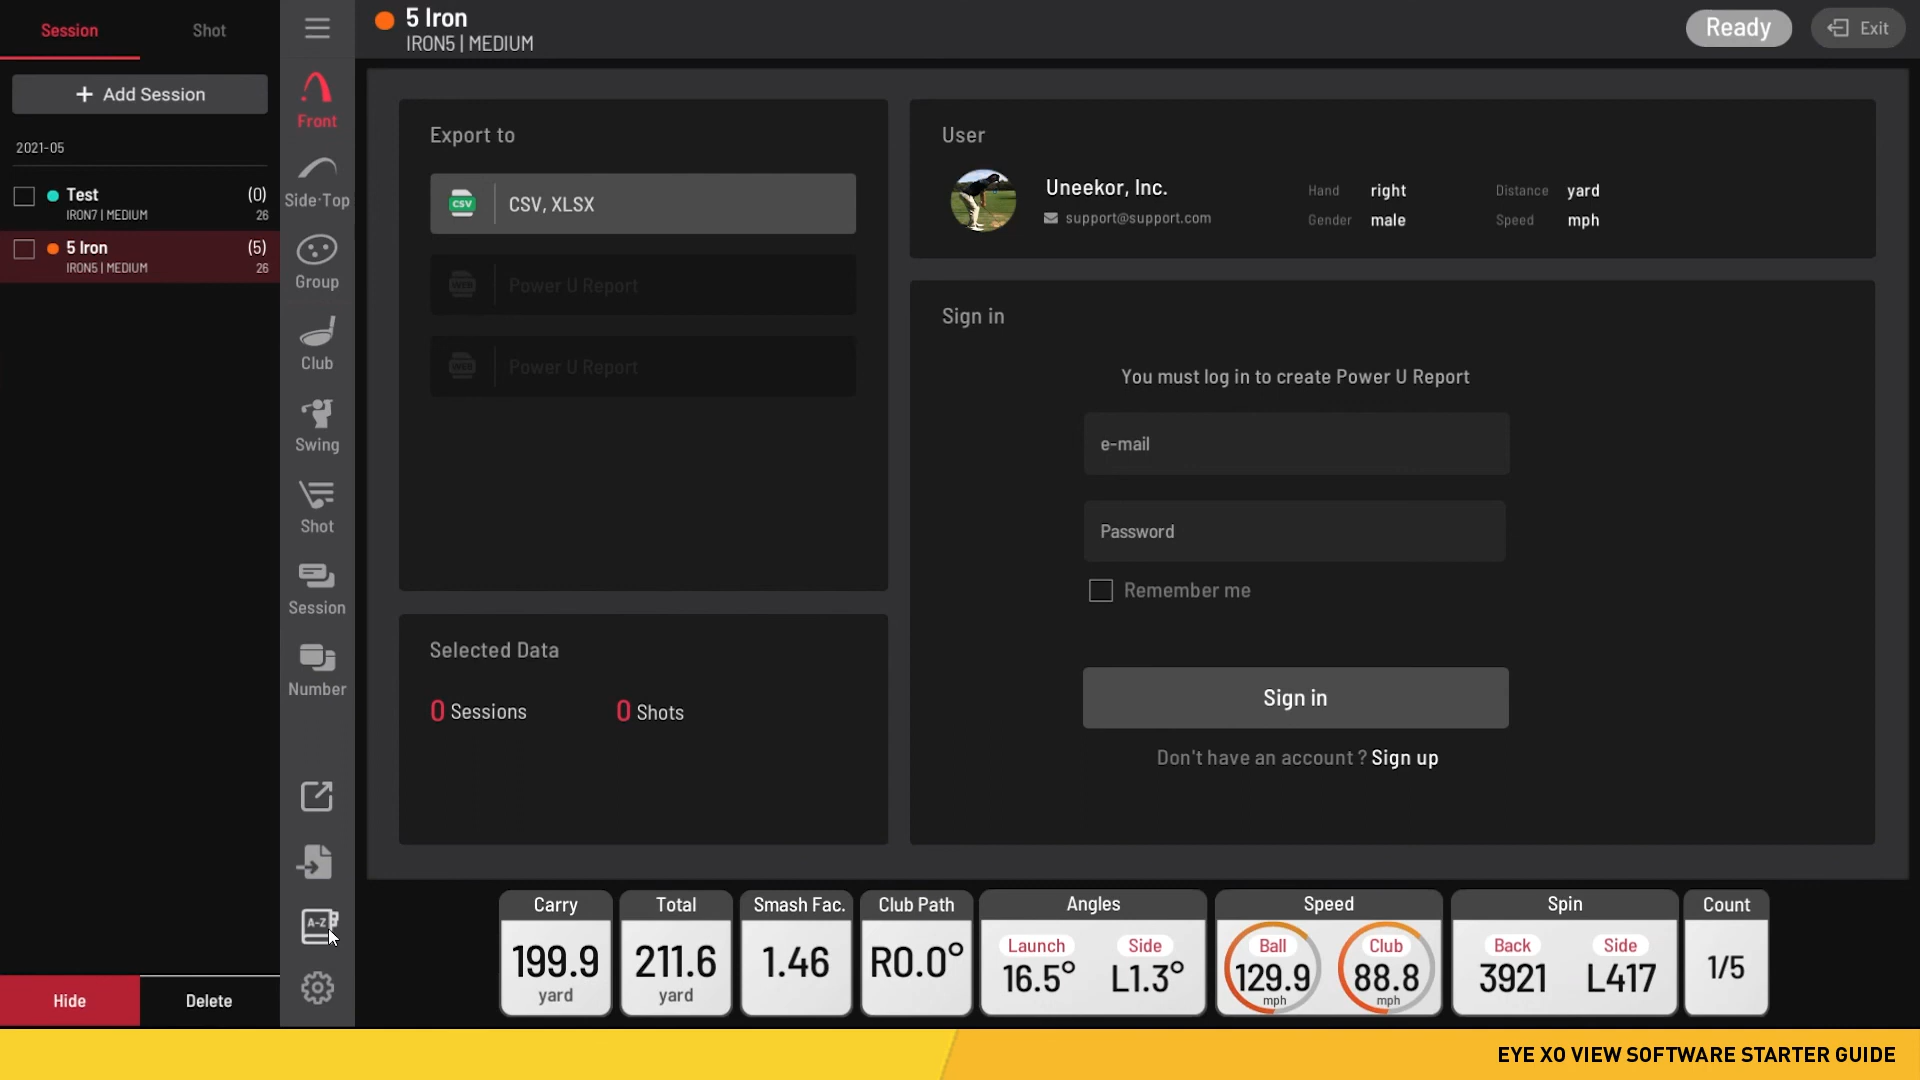 Session
Shot
Add Session
2021-05
Test (0)
IRON7 | MEDIUM 26
5 Iron (5)
IRON5 | MEDIUM 26
Hide
Delete
Front
Side·Top
Group
Club
Swing
Shot
Session
Number
A-Z
5 Iron
IRON5 | MEDIUM
Ready
Exit
Export to
CSV
CSV, XLSX
WEB
Power U Report
Power U Report
Selected Data
0 Sessions
0 Shots
User
Uneekor, Inc.
support@support.com
Hand right
Gender male
Distance yard
Speed mph
Sign in
You must log in to create Power U Report
e-mail
Password
Remember me
Sign in
Don't have an account ? Sign up
Carry
199.9
yard
Total
211.6
yard
Smash Fac.
1.46
Club Path
R0.0°
Angles
Launch
16.5°
Side
L1.3°
Speed
Ball
129.9
mph
Club
88.8
mph
Spin
Back
3921
Side
L417
Count
1/5
EYE XO VIEW SOFTWARE STARTER GUIDE